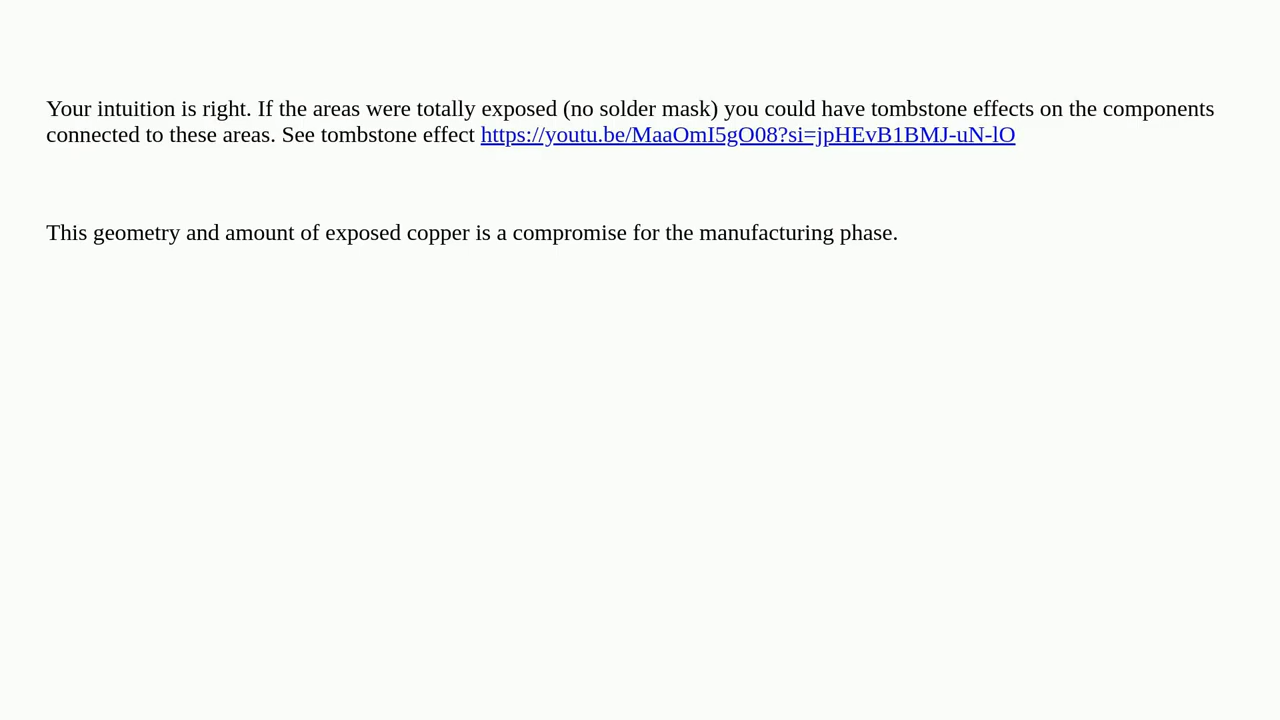 Your intuition is right. If the areas were totally exposed (no solder mask) you could have tombstone effects on the components
connected to these areas. See tombstone effect https://youtu.be/MaaOmI5gO08?si=jpHEvB1BMJ-uN-lO
This geometry and amount of exposed copper is a compromise for the manufacturing phase.